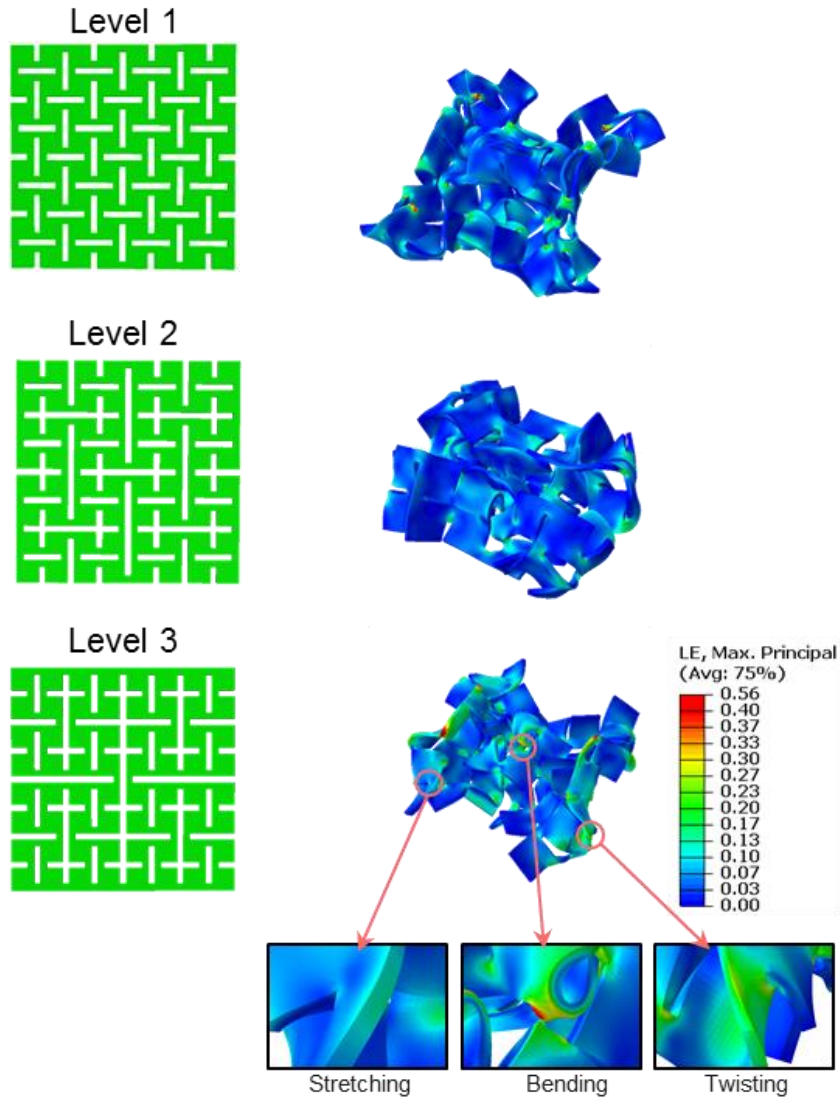 Level 1
Level 2
Level 3
LE, Max. Principal
(Avg: 75%)
0.56
0.40
0.37
0.33
0.30
0.27
0.23
0.20
0.17
0.13
0.10
0.07
0.03
0.00
Stretching
Bending
Twisting